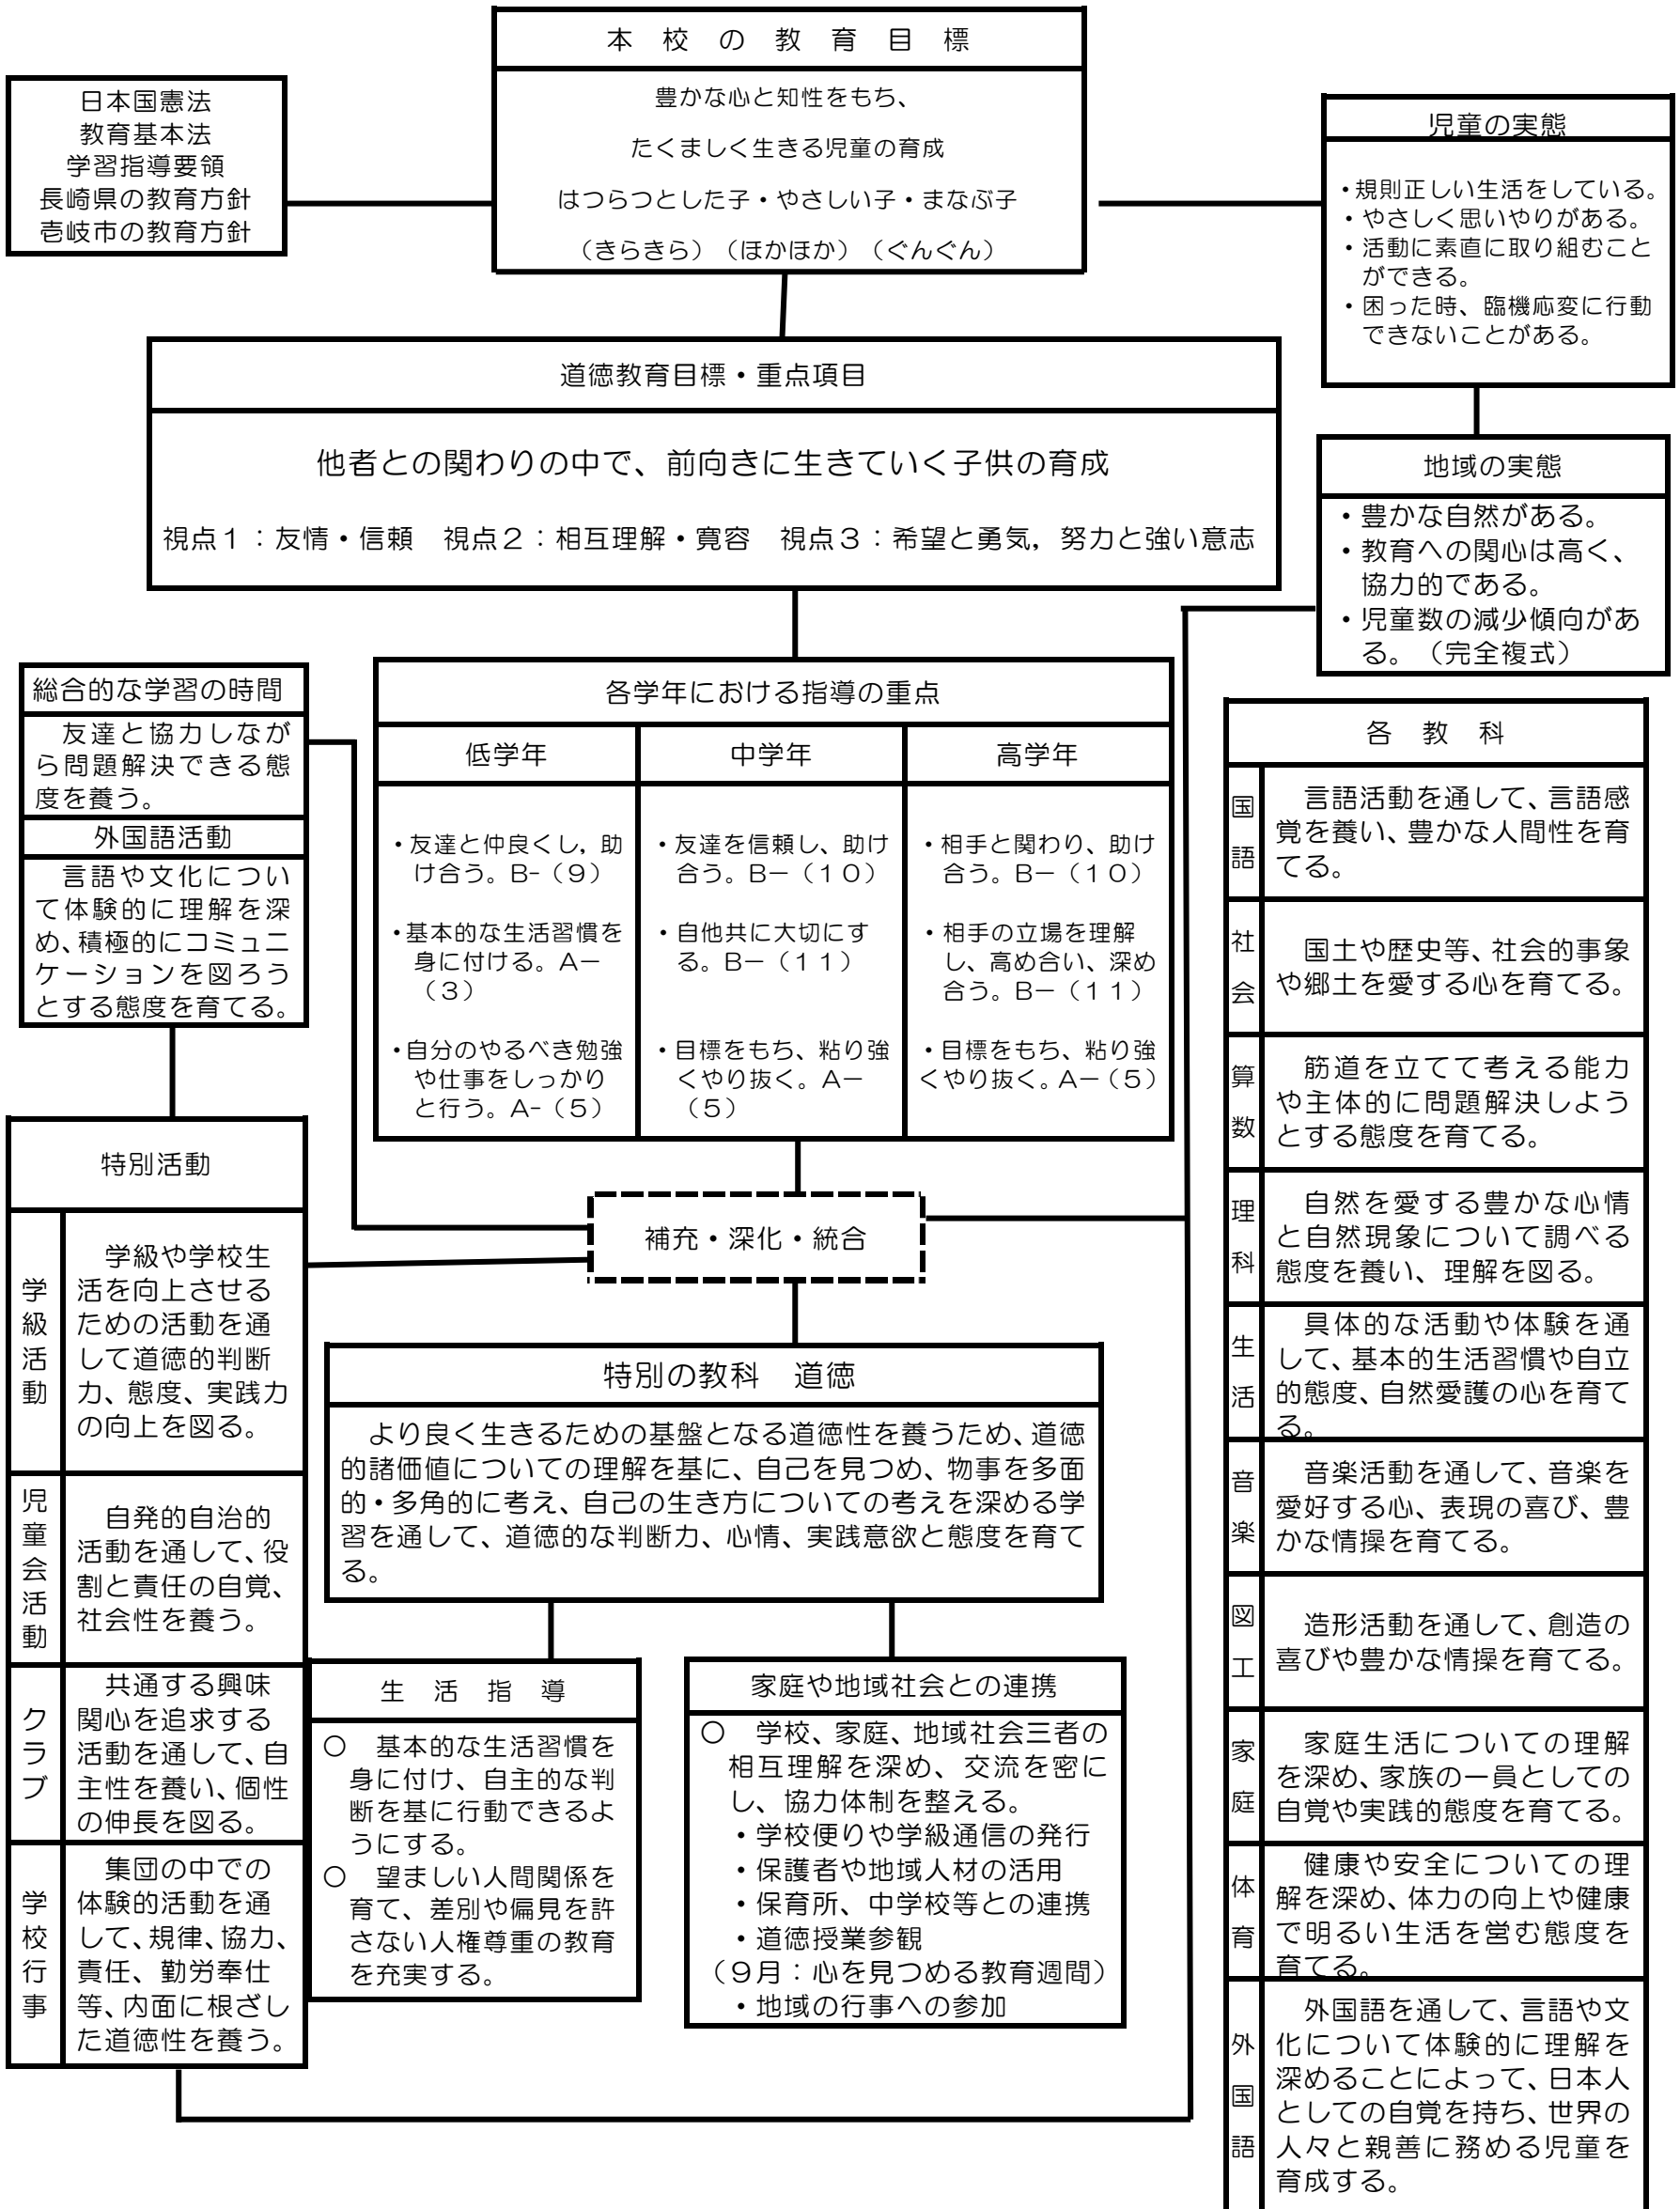 本　校　の　教　育　目　標
豊かな心と知性をもち、
たくましく生きる児童の育成
はつらつとした子・やさしい子・まなぶ子
（きらきら）（ほかほか）（ぐんぐん）
日本国憲法
教育基本法
学習指導要領
長崎県の教育方針
壱岐市の教育方針
児童の実態
・規則正しい生活をしている。
・やさしく思いやりがある。
・活動に素直に取り組むこと
ができる。
・困った時、臨機応変に行動
できないことがある。
道徳教育目標・重点項目
他者との関わりの中で、前向きに生きていく子供の育成
視点１：友情・信頼　視点２：相互理解・寛容　視点３：希望と勇気，努力と強い意志
地域の実態
・豊かな自然がある。
・教育への関心は高く、
協力的である。
・児童数の減少傾向があ
る。（完全複式）
総合的な学習の時間
友達と協力しなが
ら問題解決できる態
度を養う。
外国語活動
言語や文化につい
て体験的に理解を深
め、積極的にコミュニ
ケーションを図ろう
とする態度を育てる。
各学年における指導の重点
低学年
中学年
高学年
・友達と仲良くし，助
け合う。B-（９）
・基本的な生活習慣を
身に付ける。A－
（３）
・自分のやるべき勉強
や仕事をしっかり
と行う。A-（５）
・友達を信頼し、助け
合う。B－（１０）
・自他共に大切にす
る。B－（１１）
・目標をもち、粘り強
くやり抜く。A－
（５）
・相手と関わり、助け
合う。B－（１０）
・相手の立場を理解
し、高め合い、深め
合う。B－（１１）
・目標をもち、粘り強
くやり抜く。A－（５）
補充・深化・統合
特別活動
学級活動
学級や学校生
活を向上させる
ための活動を通
して道徳的判断
力、態度、実践力
の向上を図る。
児童会活動
自発的自治的
活動を通して、役
割と責任の自覚、
社会性を養う。
クラブ
共通する興味
関心を追求する
活動を通して、自
主性を養い、個性
の伸長を図る。
学校行事
集団の中での
体験的活動を通
して、規律、協力、
責任、勤労奉仕
等、内面に根ざし
た道徳性を養う。
特別の教科　道徳
より良く生きるための基盤となる道徳性を養うため、道徳
的諸価値についての理解を基に、自己を見つめ、物事を多面
的・多角的に考え、自己の生き方についての考えを深める学
習を通して、道徳的な判断力、心情、実践意欲と態度を育て
る。
生　活　指　導
○　基本的な生活習慣を
身に付け、自主的な判
断を基に行動できるよ
うにする。
○　望ましい人間関係を
育て、差別や偏見を許
さない人権尊重の教育
を充実する。
家庭や地域社会との連携
○　学校、家庭、地域社会三者の
相互理解を深め、交流を密に
し、協力体制を整える。
・学校便りや学級通信の発行
・保護者や地域人材の活用
・保育所、中学校等との連携
・道徳授業参観
（９月：心を見つめる教育週間）
・地域の行事への参加
各　教　科
国語
言語活動を通して、言語感
覚を養い、豊かな人間性を育
てる。
社会
国土や歴史等、社会的事象
や郷土を愛する心を育てる。
算数
筋道を立てて考える能力
や主体的に問題解決しよう
とする態度を育てる。
理科
自然を愛する豊かな心情
と自然現象について調べる
態度を養い、理解を図る。
生活
具体的な活動や体験を通
して、基本的生活習慣や自立
的態度、自然愛護の心を育て
る。
音楽
音楽活動を通して、音楽を
愛好する心、表現の喜び、豊
かな情操を育てる。
図工
造形活動を通して、創造の
喜びや豊かな情操を育てる。
家庭
家庭生活についての理解
を深め、家族の一員としての
自覚や実践的態度を育てる。
体育
健康や安全についての理
解を深め、体力の向上や健康
で明るい生活を営む態度を
育てる。
外国語
外国語を通して、言語や文
化について体験的に理解を
深めることによって、日本人
としての自覚を持ち、世界の
人々と親善に務める児童を
育成する。